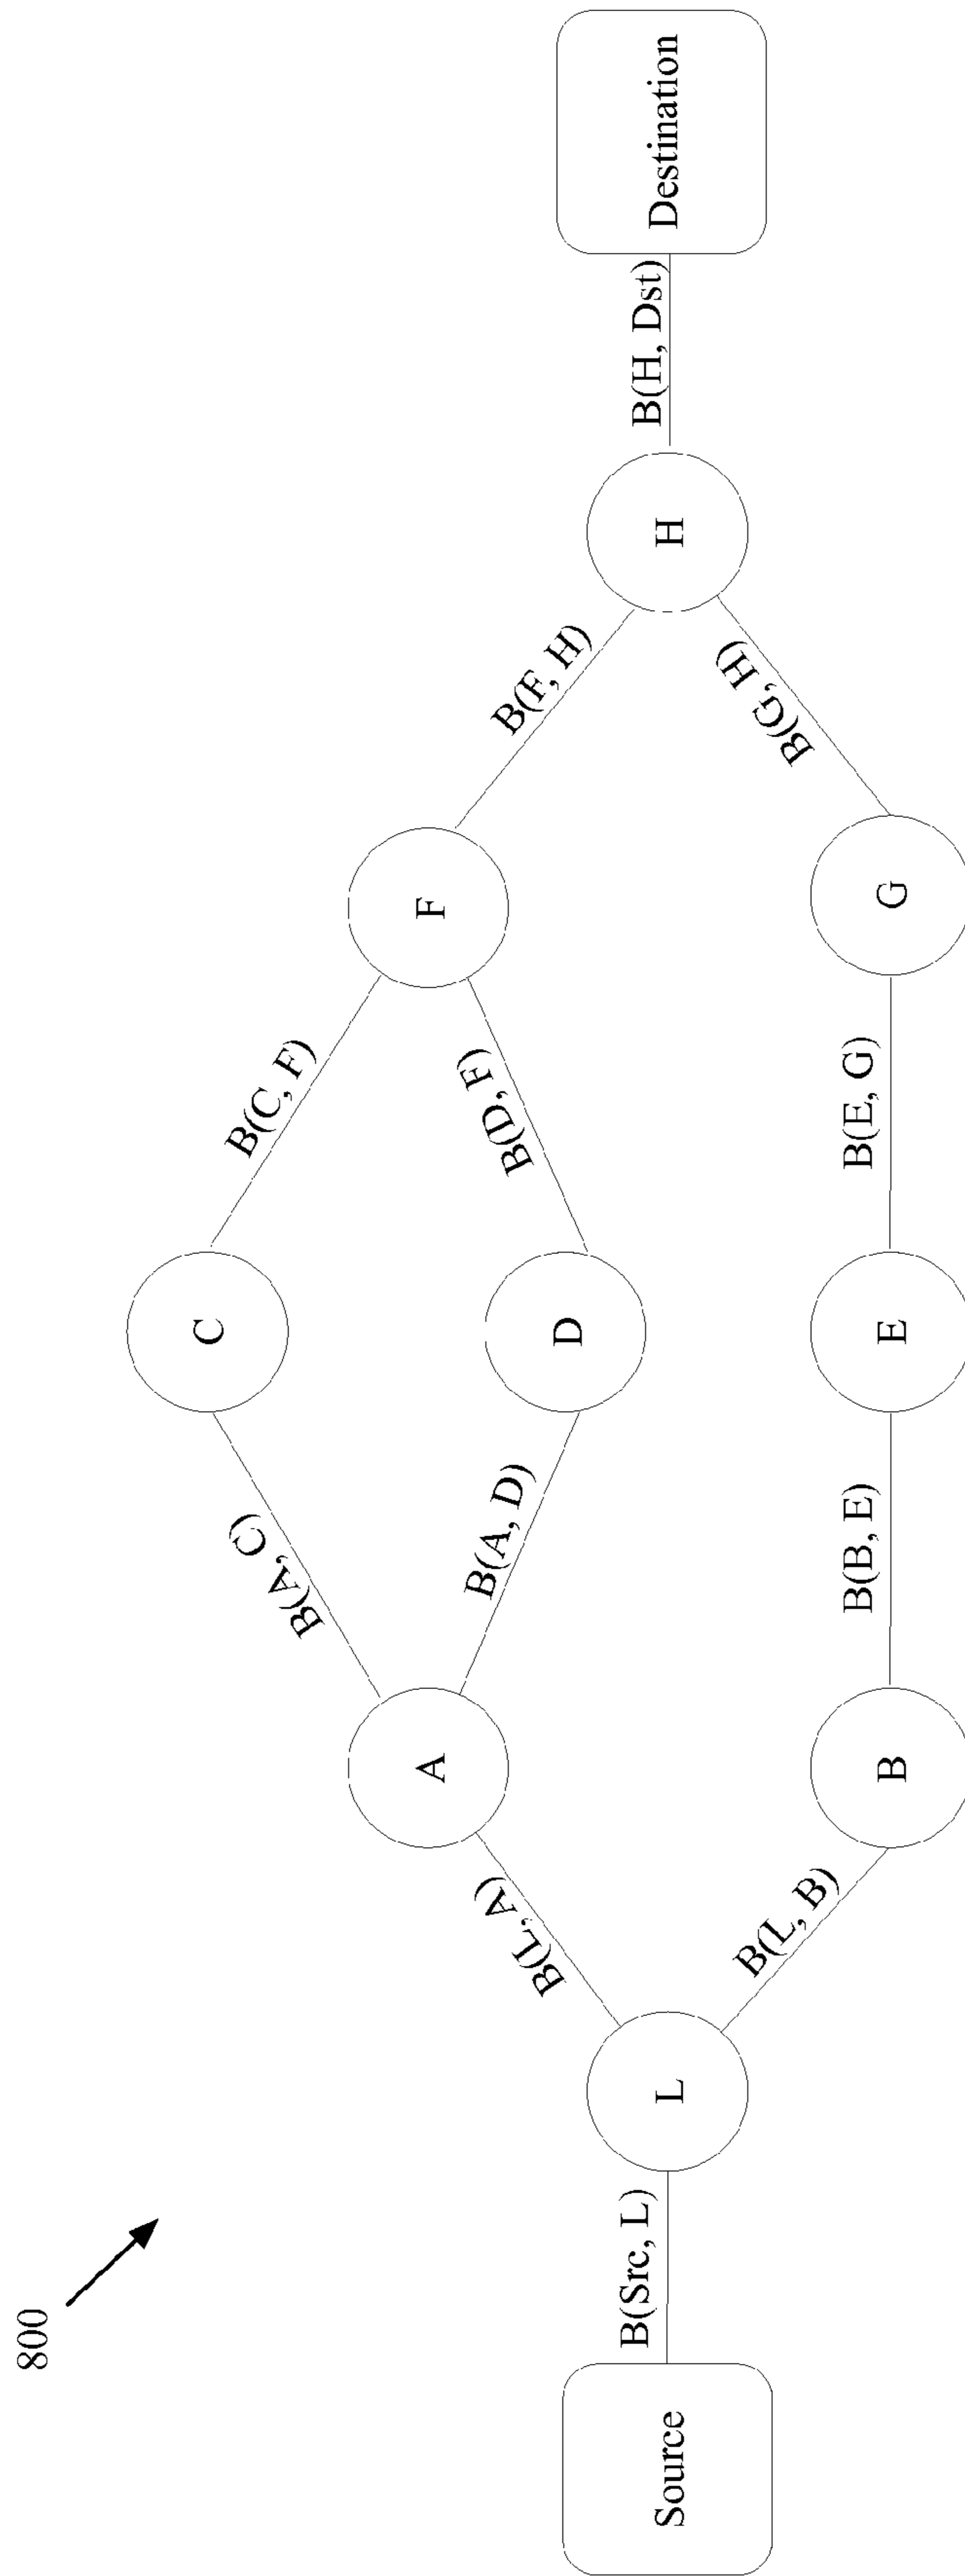 800
Source
B(Src, L)
L
B(L, A)
B(L, B)
A
B
B(A, C)
B(A, D)
B(B, E)
C
D
E
B(C, F)
B(D, F)
B(E, G)
F
G
B(F, H)
B(G, H)
H
B(H, Dst)
Destination